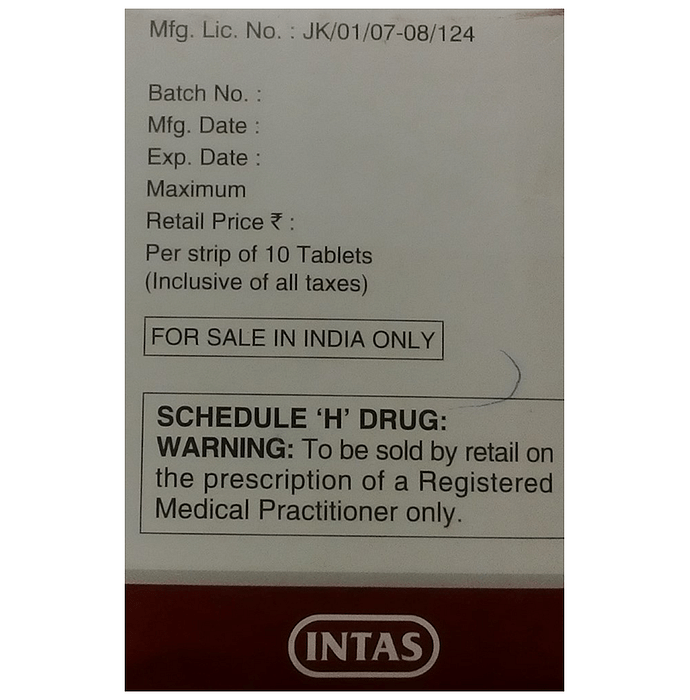 Mfg. Lic. No. : JK/01/07-08/124
Batch No. :
Mfg. Date :
Exp. Date :
Maximum
Retail Price ₹ :
Per strip of 10 Tablets
(Inclusive of all taxes)
FOR SALE IN INDIA ONLY
SCHEDULE ‘H’ DRUG:
WARNING: To be sold by retail on
the prescription of a Registered
Medical Practitioner only.
INTAS